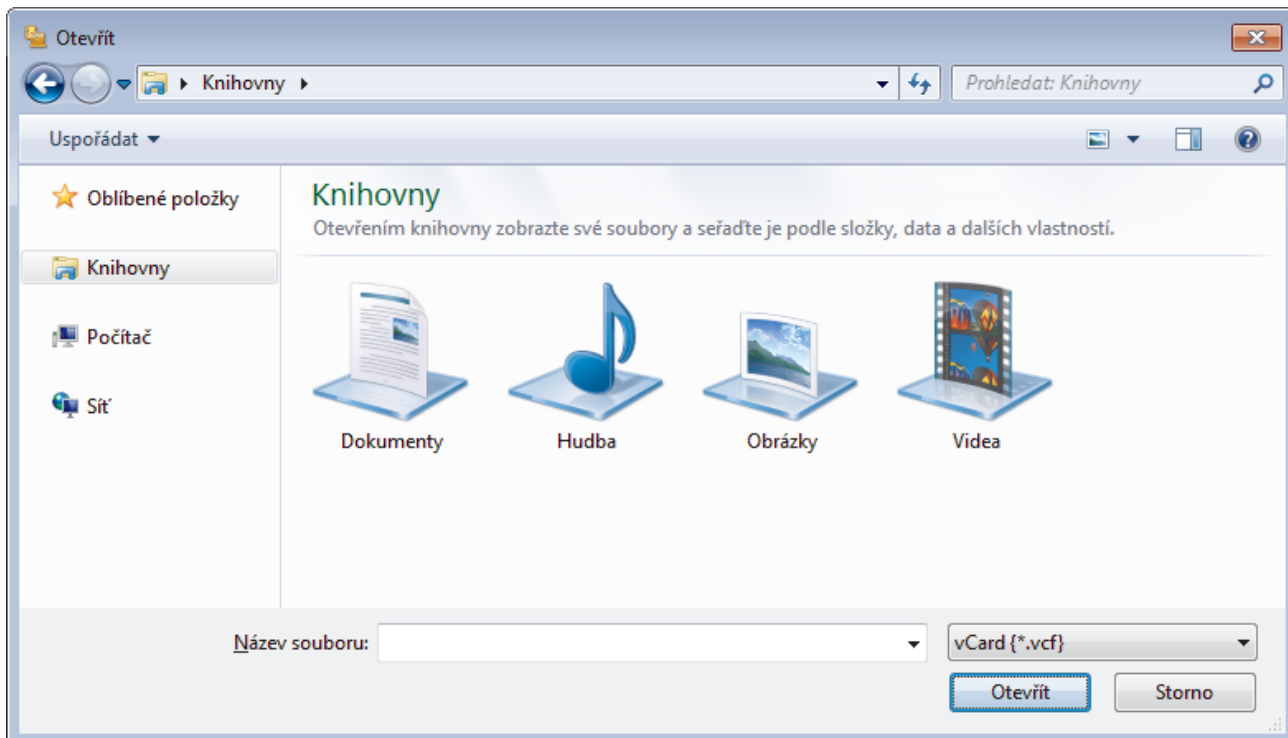 Otevřít
Knihovny
Prohledat: Knihovny
Uspořádat
Oblíbené položky
Knihovny
Počítač
Síť
Knihovny
Otevřením knihovny zobrazte své soubory a seřaďte je podle složky, data a dalších vlastností.
Dokumenty
Hudba
Obrázky
Videa
Název souboru:
vCard {*.vcf}
Otevřít
Storno